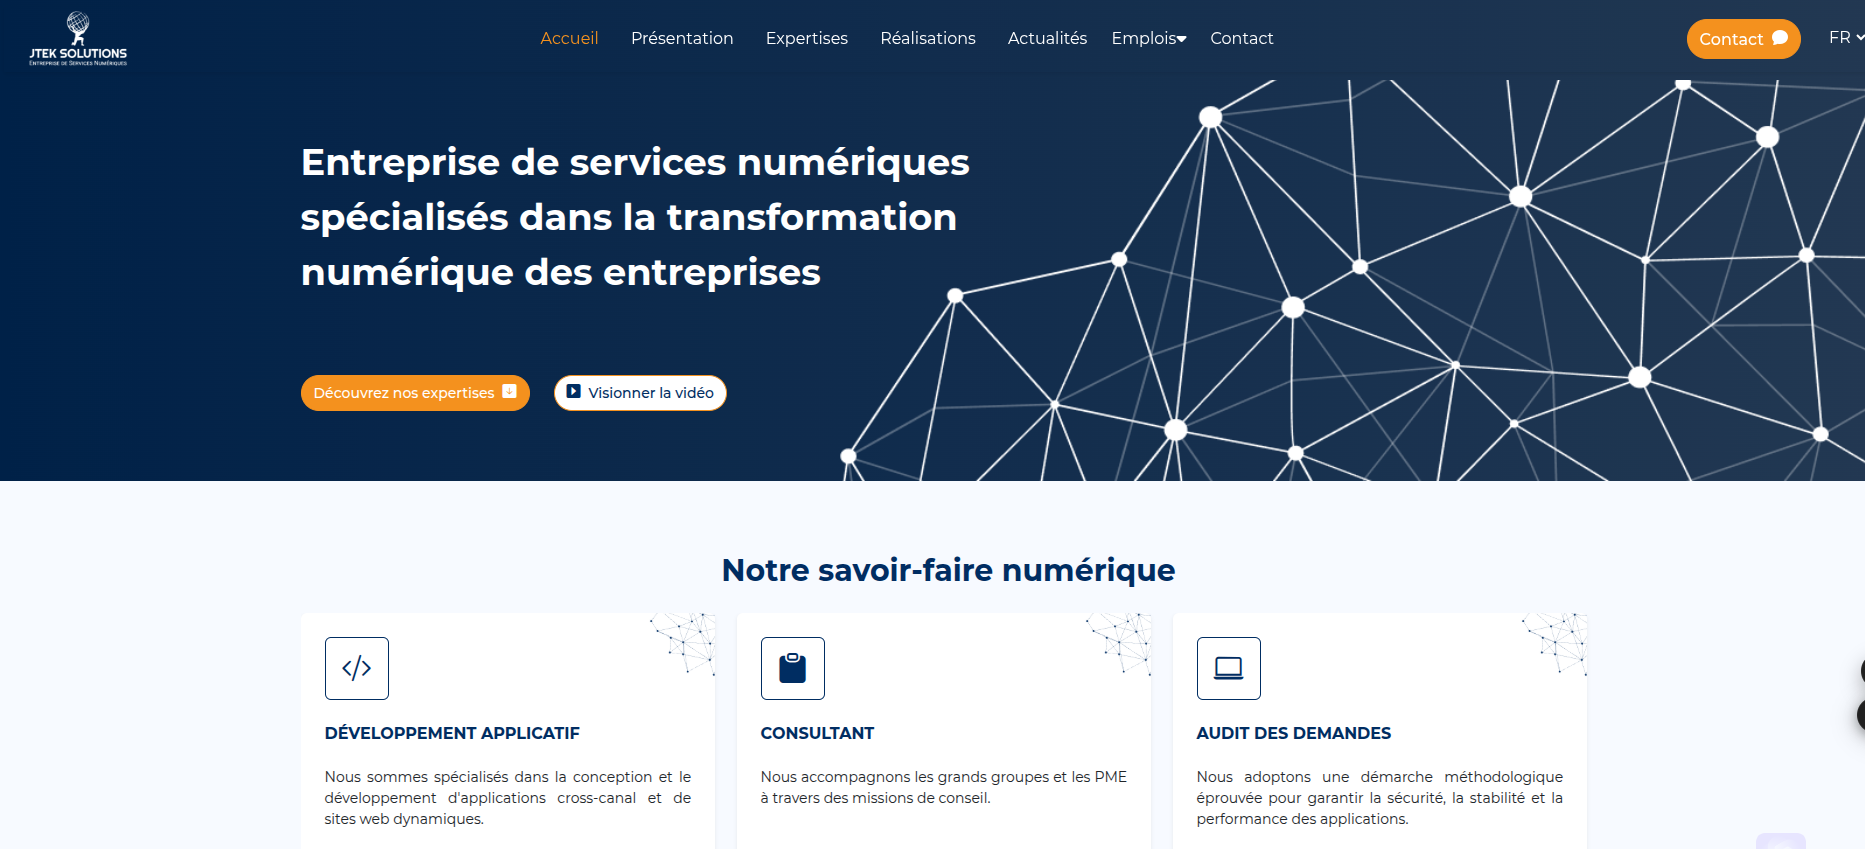 JTEK SOLUTIONS
ENTREPRISE DE SERVICES NUMÉRIQUES
Accueil Présentation Expertises Réalisations Actualités Emplois Contact
Contact
FR
Entreprise de services numériques
spécialisés dans la transformation
numérique des entreprises
Découvrez nos expertises
Visionner la vidéo
Notre savoir-faire numérique
DÉVELOPPEMENT APPLICATIF
Nous sommes spécialisés dans la conception et le
développement d'applications cross-canal et de
sites web dynamiques.
CONSULTANT
Nous accompagnons les grands groupes et les PME
à travers des missions de conseil.
AUDIT DES DEMANDES
Nous adoptons une démarche méthodologique
éprouvée pour garantir la sécurité, la stabilité et la
performance des applications.